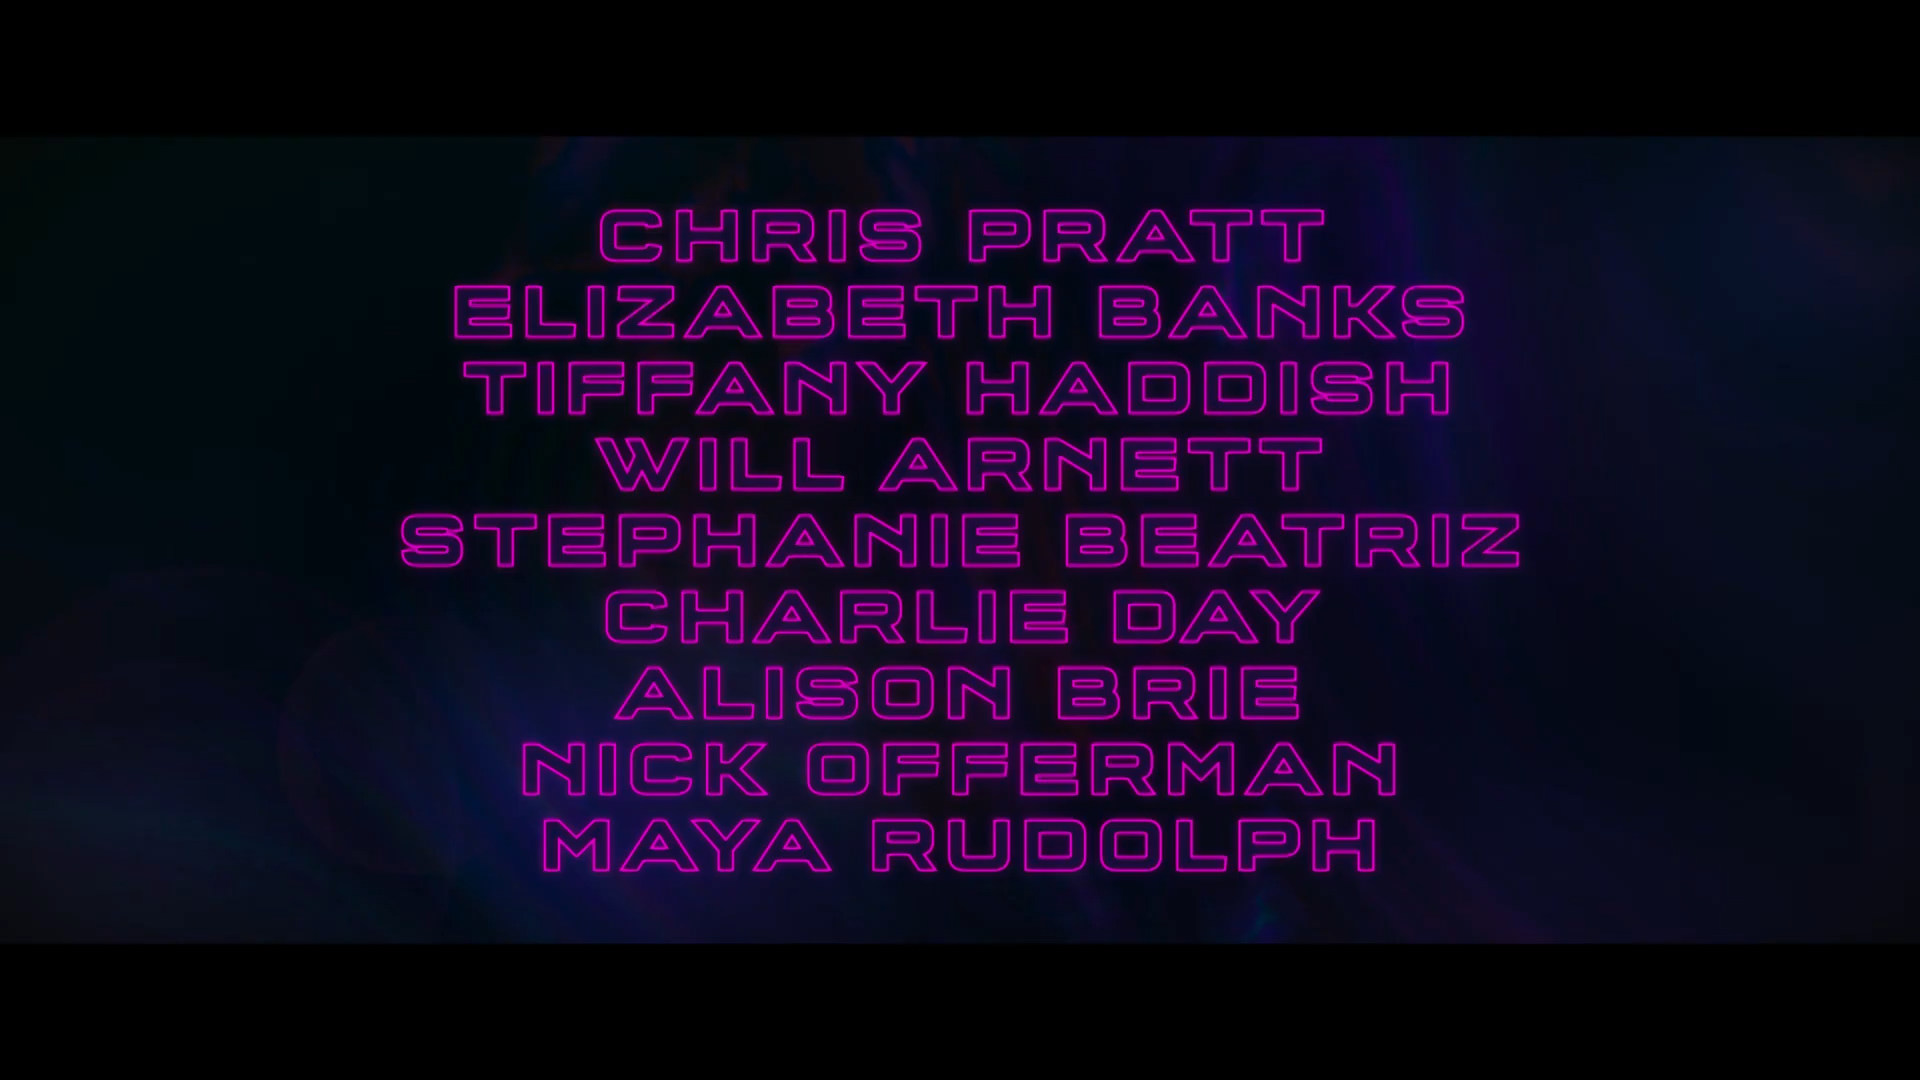 CHRIS PRATT
ELIZABETH BANKS
TIFFANY HADDISH
WILL ARNETT
STEPHANIE BEATRIZ
CHARLIE DAY
ALISON BRIE
NICK OFFERMAN
MAYA RUDOLPH